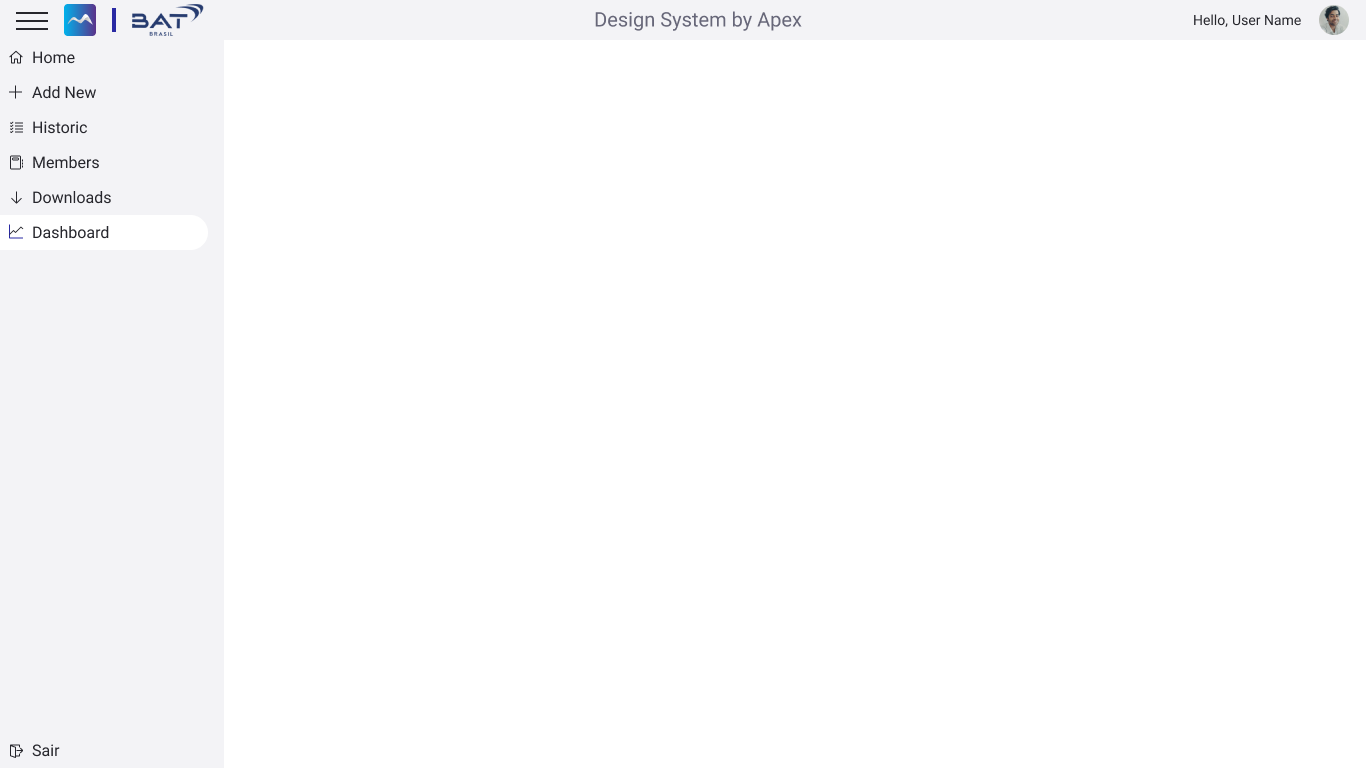 BAT
BRASIL
Design System by Apex
Hello, User Name
Home
Add New
Historic
Members
Downloads
Dashboard
Sair